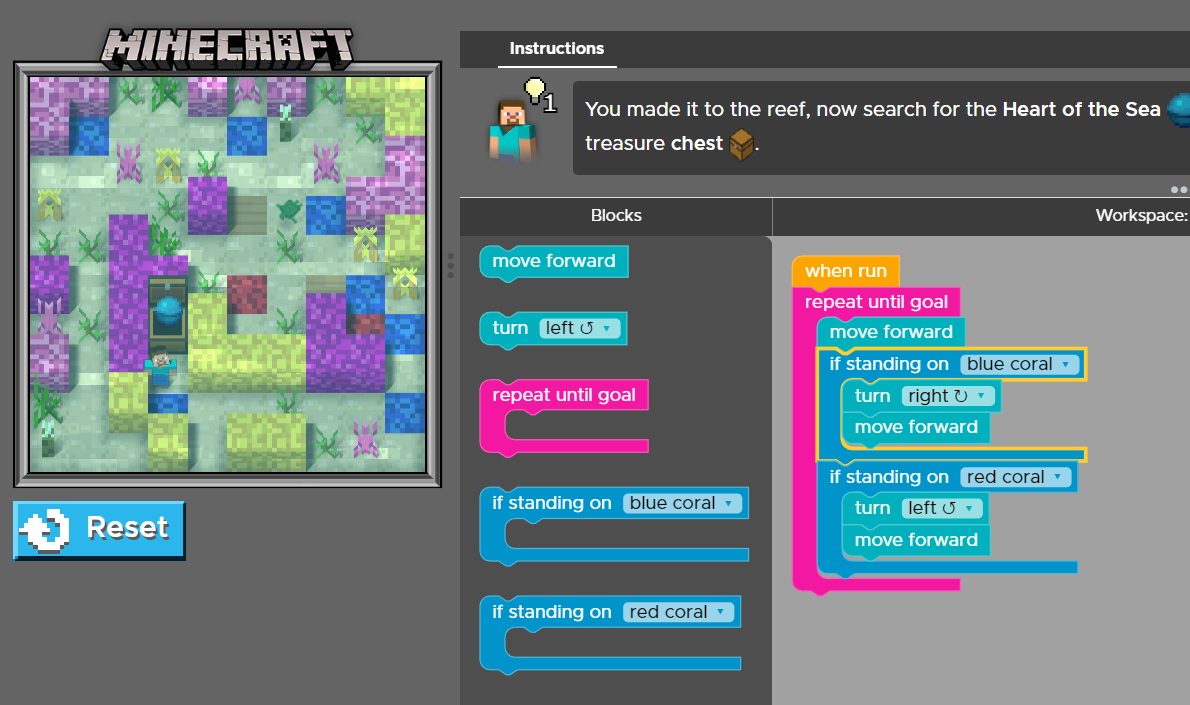 MINECRAFT
Instructions
1
You made it to the reef, now search for the Heart of the Sea
treasure chest .
Blocks
Workspace:
move forward
turn left ↺ ▾
repeat until goal
if standing on blue coral ▾
if standing on red coral ▾
when run
repeat until goal
move forward
if standing on blue coral ▾
turn right ↻ ▾
move forward
if standing on red coral ▾
turn left ↺ ▾
move forward
Reset